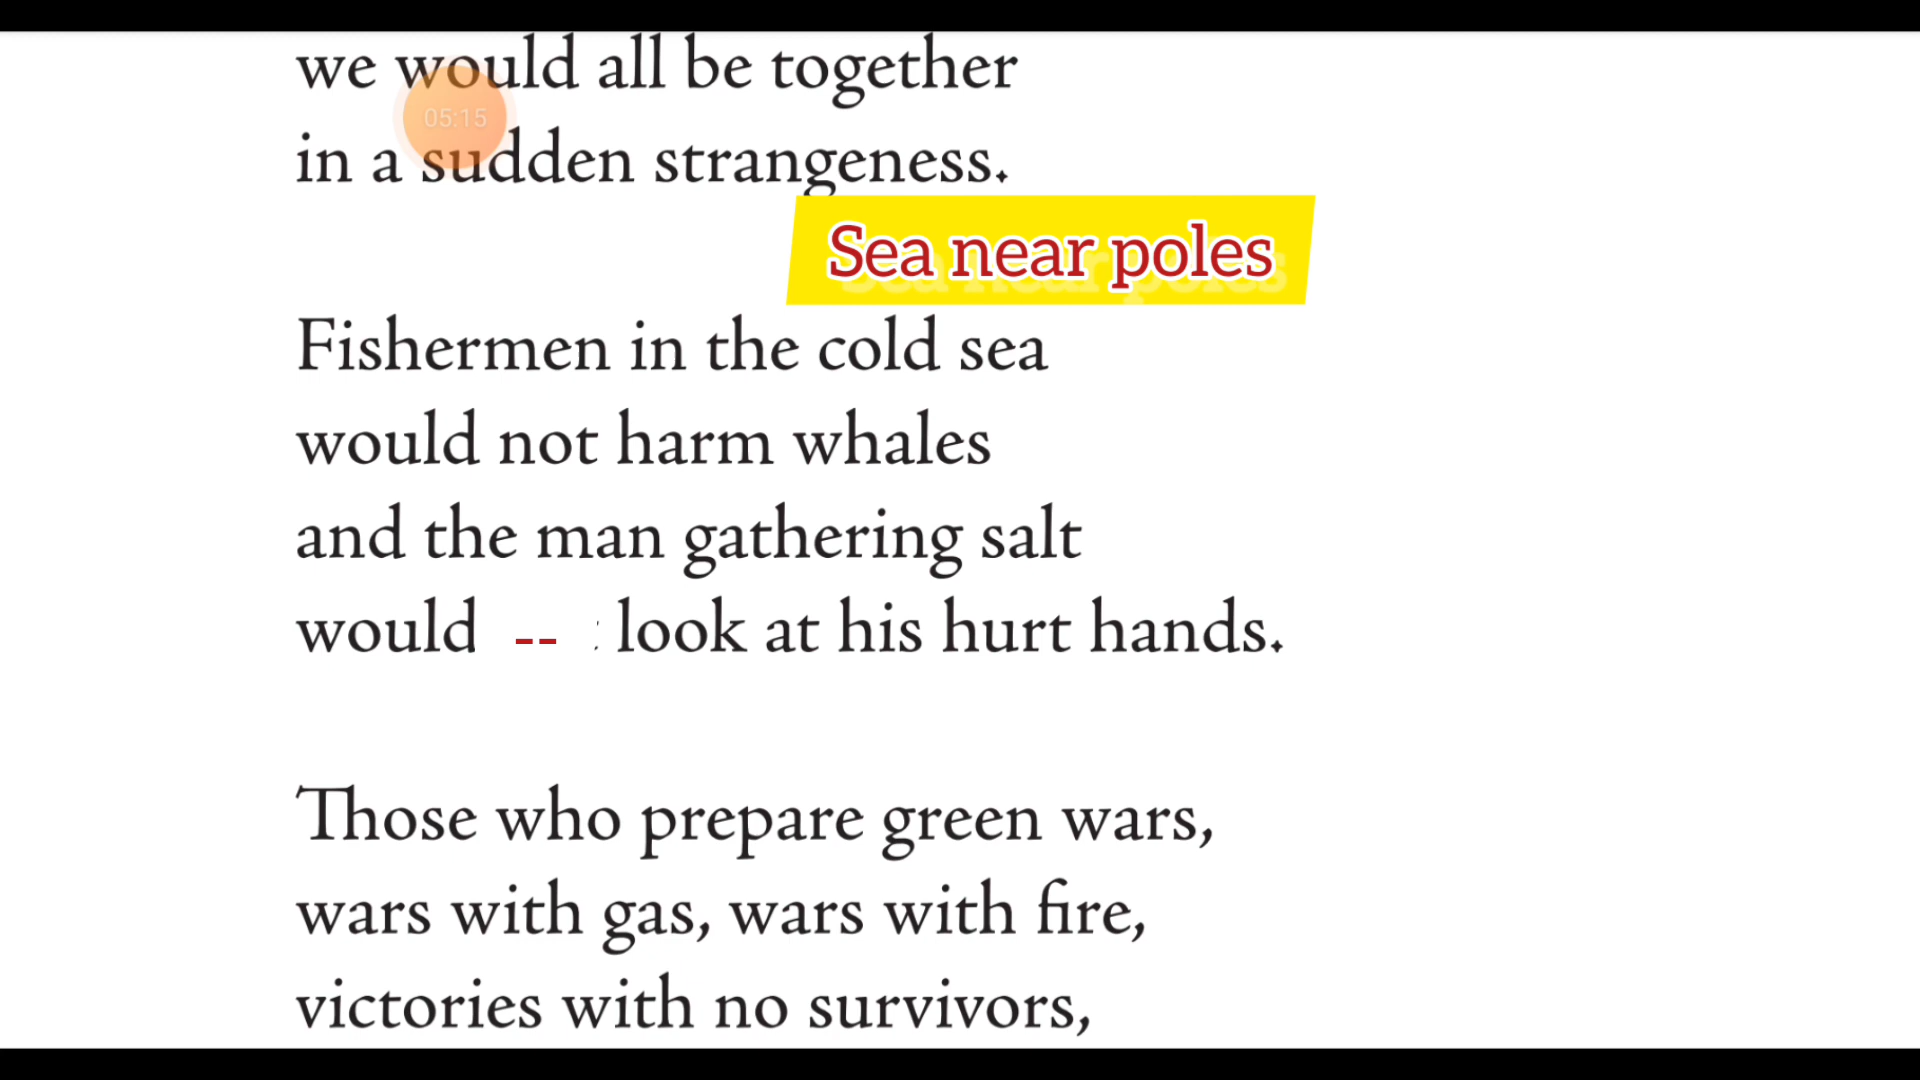 we would all be together
05:15
in a sudden strangeness.
Sea near poles
Fishermen in the cold sea
would not harm whales
and the man gathering salt
would -- look at his hurt hands.
Those who prepare green wars,
wars with gas, wars with fire,
victories with no survivors,